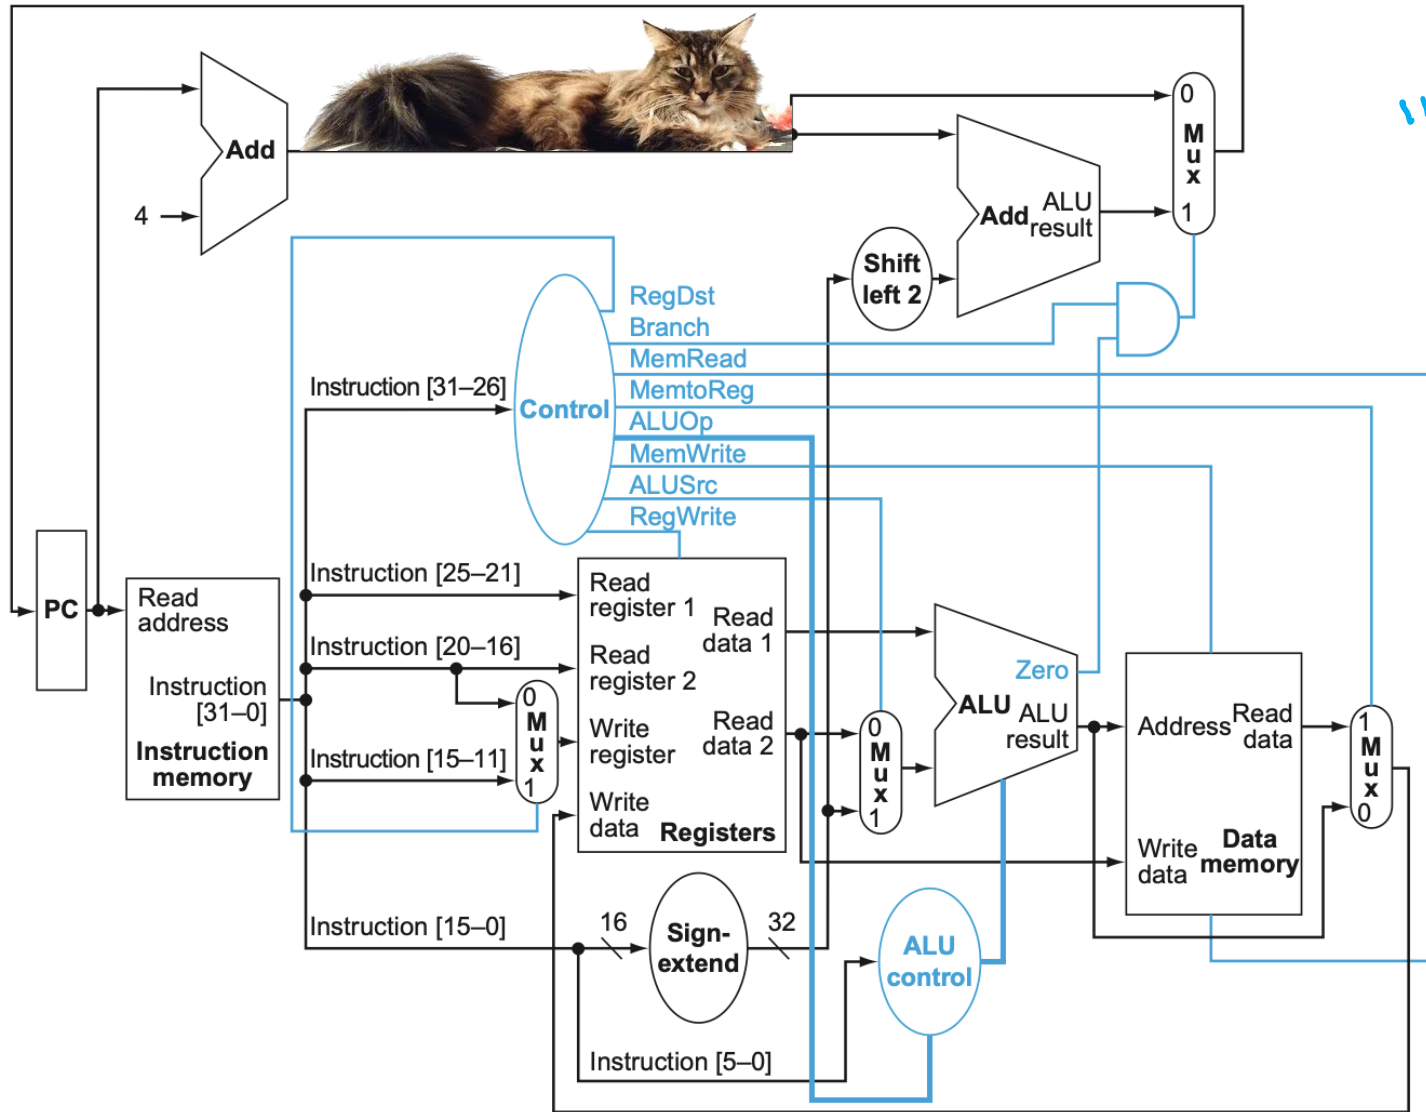 0
M
u
x
1
Add
ALU
result
Add
4
Shift
left 2
RegDst
Branch
MemRead
MemtoReg
ALUOp
MemWrite
ALUSrc
RegWrite
Instruction [31–26]
Control
PC
Read
address
Instruction
[31–0]
Instruction
memory
Instruction [25–21]
Instruction [20–16]
Instruction [15–11]
0
M
u
x
1
Read
register 1
Read
register 2
Write
register
Write
data
Registers
Read
data 1
Read
data 2
0
M
u
x
1
Zero
ALU
ALU
result
Address
Read
data
Write
data
Data
memory
1
M
u
x
0
Instruction [15–0]
16
Sign-
extend
32
ALU
control
Instruction [5–0]